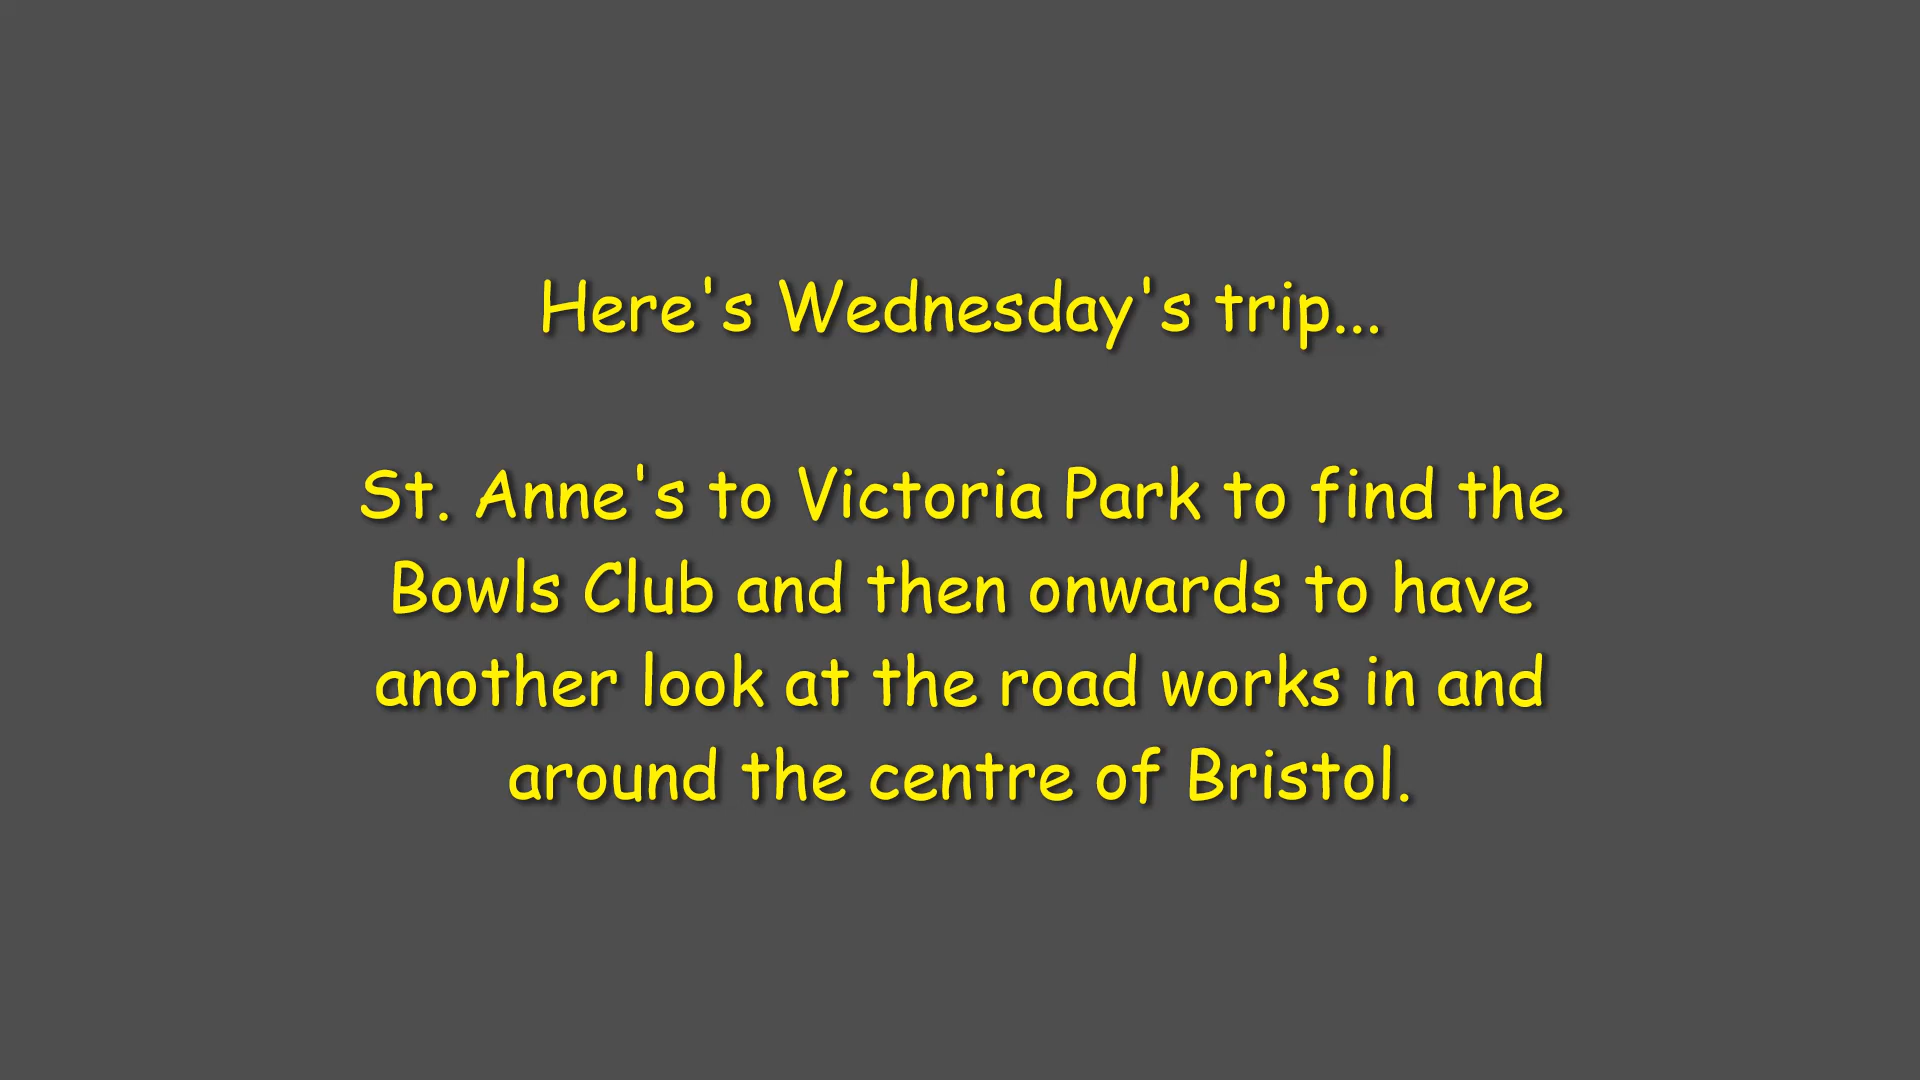 Here's Wednesday's trip...
St. Anne's to Victoria Park to find the
Bowls Club and then onwards to have
another look at the road works in and
around the centre of Bristol.